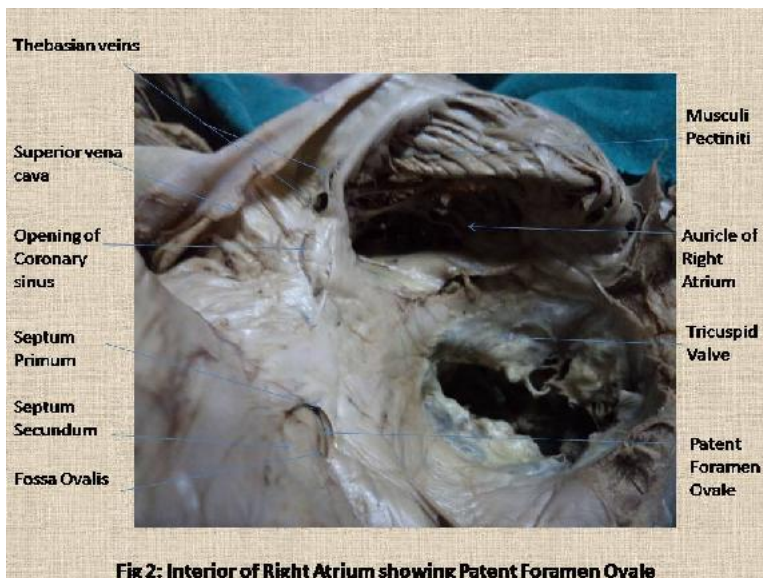 Thebasian veins
Superior vena
cava
Opening of
Coronary
sinus
Septum
Primum
Septum
Secundum
Fossa Ovalis
Musculi
Pectiniti
Auricle of
Right
Atrium
Tricuspid
Valve
Patent
Foramen
Ovale
Fig 2: Interior of Right Atrium showing Patent Foramen Ovale